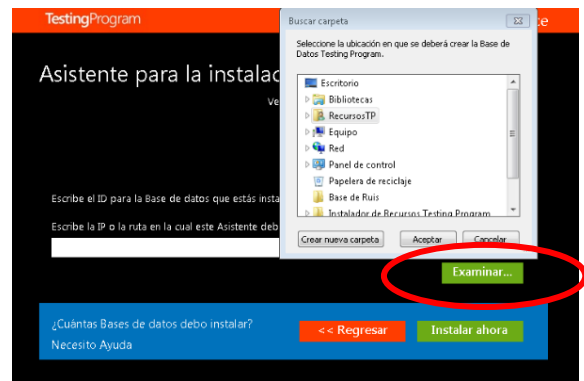 TestingProgram
ce
Asistente para la instalac
Ve
Escribe el ID para la Base de datos que estás insta
Escribe la IP o la ruta en la cual este Asistente deb
Buscar carpeta
Seleccione la ubicación en que se deberá crear la Base de
Datos Testing Program.
Escritorio
Bibliotecas
RecursosTP
Equipo
Red
Panel de control
Papelera de reciclaje
Base de Ruis
Instalador de Recursos Testing Program
Crear nueva carpeta
Aceptar
Cancelar
Examinar...
¿Cuántas Bases de datos debo instalar?
Necesito Ayuda
<< Regresar
Instalar ahora